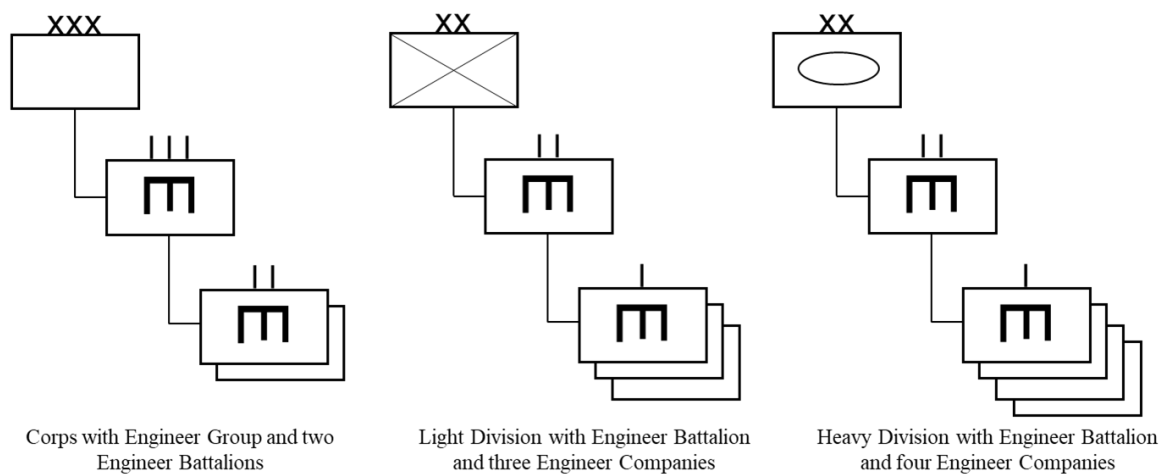 XXX
XX
XX
III
II
II
II
I
I
Corps with Engineer Group and two
Engineer Battalions
Light Division with Engineer Battalion
and three Engineer Companies
Heavy Division with Engineer Battalion
and four Engineer Companies